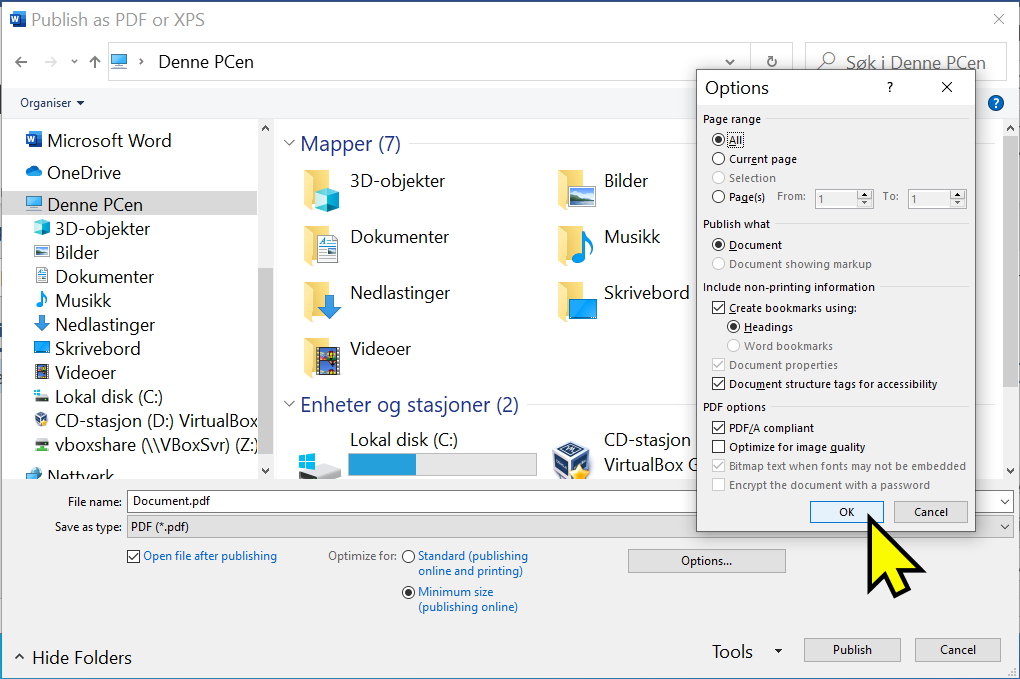 Publish as PDF or XPS
Denne PCen
Søk i Denne PCen
Organiser
Microsoft Word
OneDrive
Denne PCen
3D-objekter
Bilder
Dokumenter
Musikk
Nedlastinger
Skrivebord
Videoer
Lokal disk (C:)
CD-stasjon (D:) VirtualBox
vboxshare (\\VBoxSvr) (Z:)
Nettverk
Mapper (7)
3D-objekter
Bilder
Dokumenter
Musikk
Nedlastinger
Skrivebord
Videoer
Enheter og stasjoner (2)
Lokal disk (C:)
CD-stasjon
VirtualBox G
Options
?
Page range
All
Current page
Selection
Page(s) From: 1 To: 1
Publish what
Document
Document showing markup
Include non-printing information
Create bookmarks using:
Headings
Word bookmarks
Document properties
Document structure tags for accessibility
PDF options
PDF/A compliant
Optimize for image quality
Bitmap text when fonts may not be embedded
Encrypt the document with a password
OK Cancel
File name: Document.pdf
Save as type: PDF (*.pdf)
Open file after publishing
Optimize for:
Standard (publishing
online and printing)
Minimum size
(publishing online)
Options...
Hide Folders
Tools
Publish
Cancel